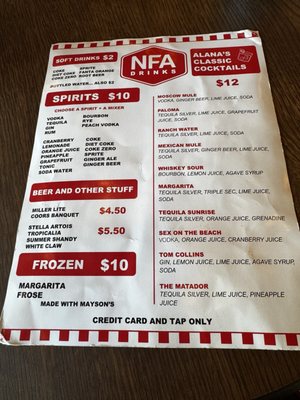 SOFT DRINKS $2
COKE SPRITE
DIET COKE FANTA ORANGE
COKE ZERO ROOT BEER
BOTTLED WATER... ALSO $2
NFA
DRINKS
ALANA'S
CLASSIC
COCKTAILS
$12
SPIRITS $10
CHOOSE A SPIRIT + A MIXER
VODKA BOURBON
TEQUILA RYE
GIN PEACH VODKA
RUM
CRANBERRY COKE
LEMONADE DIET COKE
ORANGE JUICE COKE ZERO
PINEAPPLE SPRITE
GRAPEFRUIT GINGER ALE
TONIC GINGER BEER
SODA WATER
BEER AND OTHER STUFF
MILLER LITE
COORS BANQUET
$4.50
STELLA ARTOIS
TROPICALIA
SUMMER SHANDY
WHITE CLAW
$5.50
FROZEN $10
MARGARITA
FROSE
MADE WITH MAYSON'S
MOSCOW MULE
VODKA, GINGER BEER, LIME JUICE, SODA
PALOMA
TEQUILA SILVER, LIME JUICE, GRAPEFRUIT
JUICE, SODA
RANCH WATER
TEQUILA SILVER, LIME JUICE, SODA
MEXICAN MULE
TEQUILA SILVER, GINGER BEER, LIME JUICE,
SODA
WHISKEY SOUR
BOURBON, LEMON JUICE, AGAVE SYRUP
MARGARITA
TEQUILA SILVER, TRIPLE SEC, LIME JUICE,
SODA
TEQUILA SUNRISE
TEQUILA SILVER, ORANGE JUICE, GRENADINE
SEX ON THE BEACH
VODKA, ORANGE JUICE, CRANBERRY JUICE
TOM COLLINS
GIN, LEMON JUICE, LIME JUICE, AGAVE SYRUP,
SODA
THE MATADOR
TEQUILA SILVER, LIME JUICE, PINEAPPLE
JUICE
CREDIT CARD AND TAP ONLY